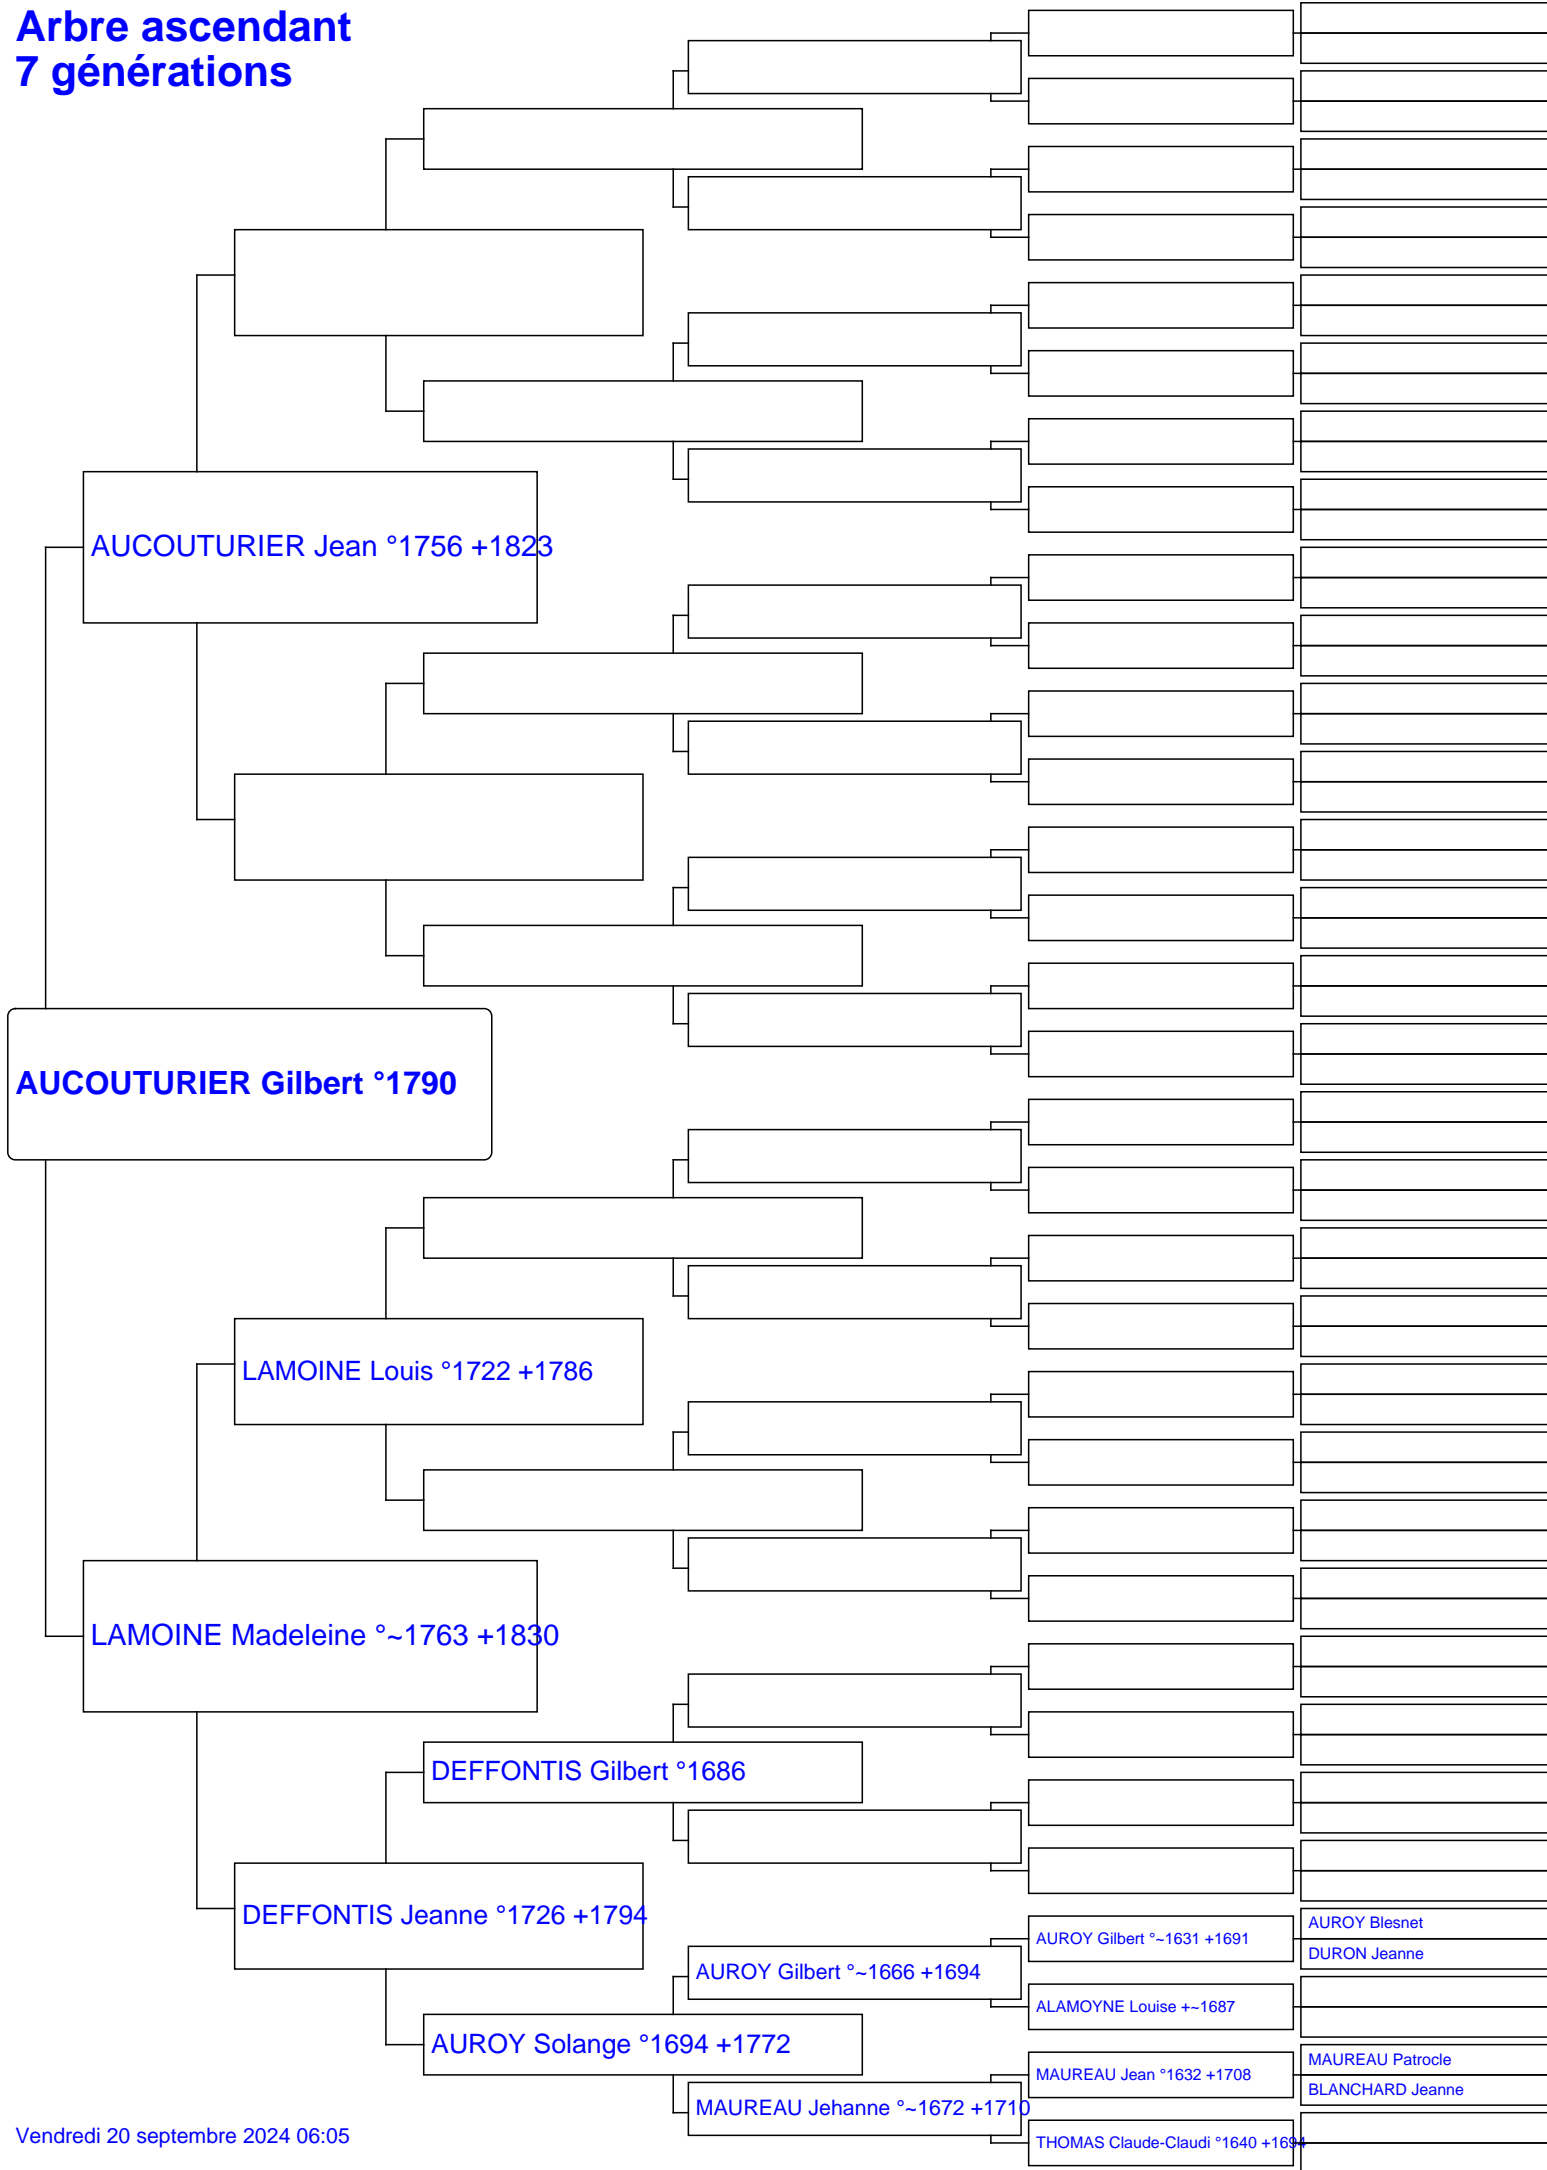 Arbre ascendant
7 générations
AUCOUTURIER Jean °1756 +1823
AUCOUTURIER Gilbert °1790
LAMOINE Louis °1722 +1786
LAMOINE Madeleine °~1763 +1830
DEFFONTIS Gilbert °1686
DEFFONTIS Jeanne °1726 +1794
AUROY Blesnet
AUROY Gilbert °~1631 +1691
DURON Jeanne
AUROY Gilbert °~1666 +1694
ALAMOYNE Louise +~1687
AUROY Solange °1694 +1772
MAUREAU Patrocle
MAUREAU Jean °1632 +1708
BLANCHARD Jeanne
MAUREAU Jehanne °~1672 +1710
THOMAS Claude-Claudi °1640 +1694
Vendredi 20 septembre 2024 06:05